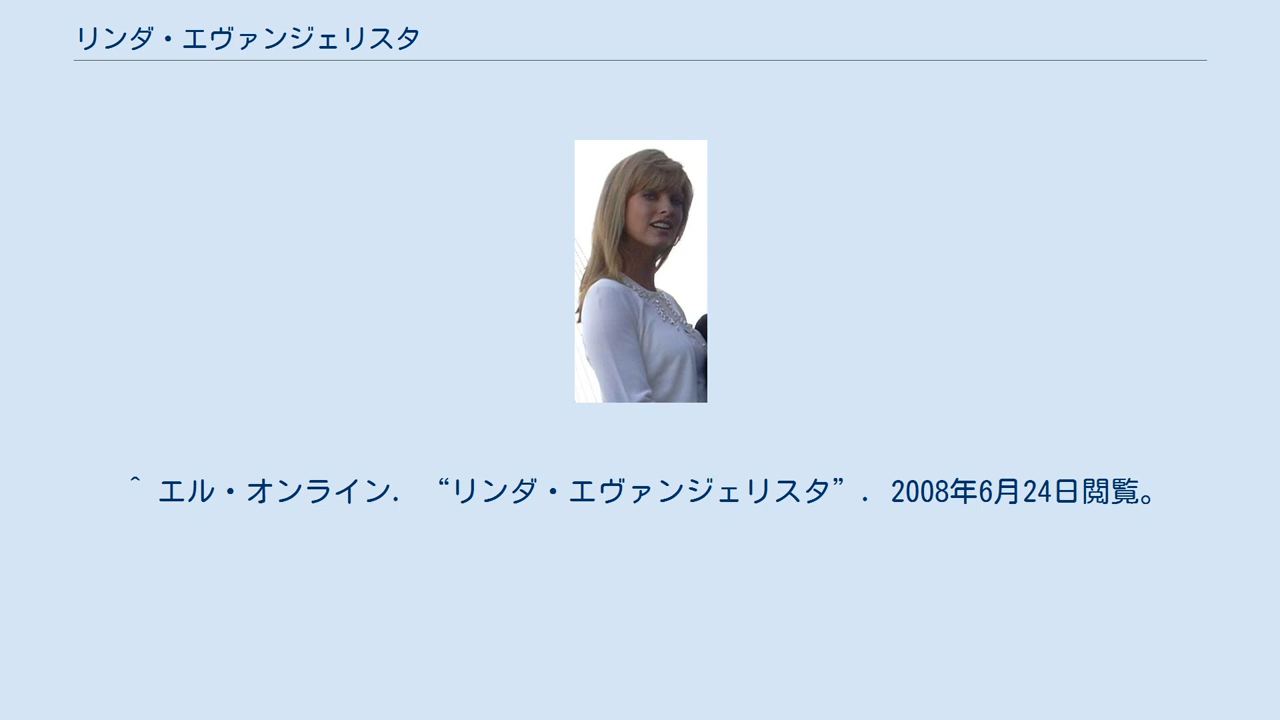 リンダ・エヴァンジェリスタ
^ エル・オンライン. “リンダ・エヴァンジェリスタ”. 2008年6月24日閲覧。